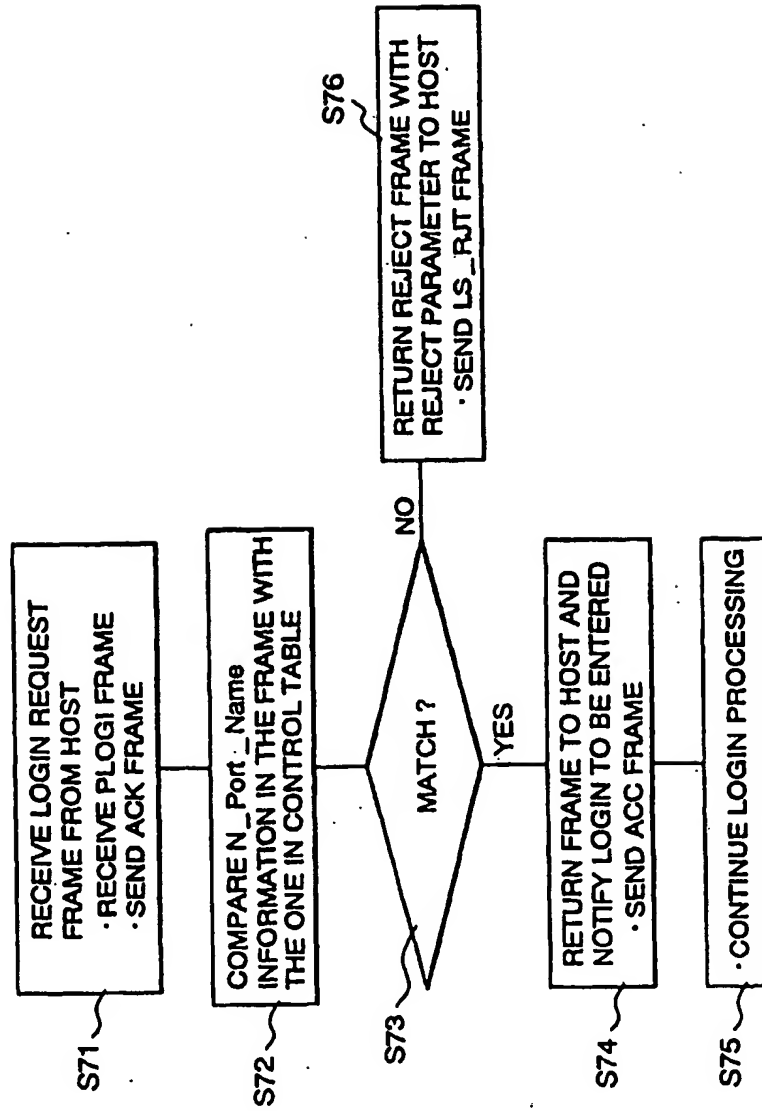 S71
RECEIVE LOGIN REQUEST
FRAME FROM HOST
· RECEIVE PLOGI FRAME
· SEND ACK FRAME
S72
COMPARE N_Port_Name
INFORMATION IN THE FRAME WITH
THE ONE IN CONTROL TABLE
S73
MATCH ?
NO
YES
S76
RETURN REJECT FRAME WITH
REJECT PARAMETER TO HOST
· SEND LS_RJT FRAME
S74
RETURN FRAME TO HOST AND
NOTIFY LOGIN TO BE ENTERED
· SEND ACC FRAME
S75
· CONTINUE LOGIN PROCESSING